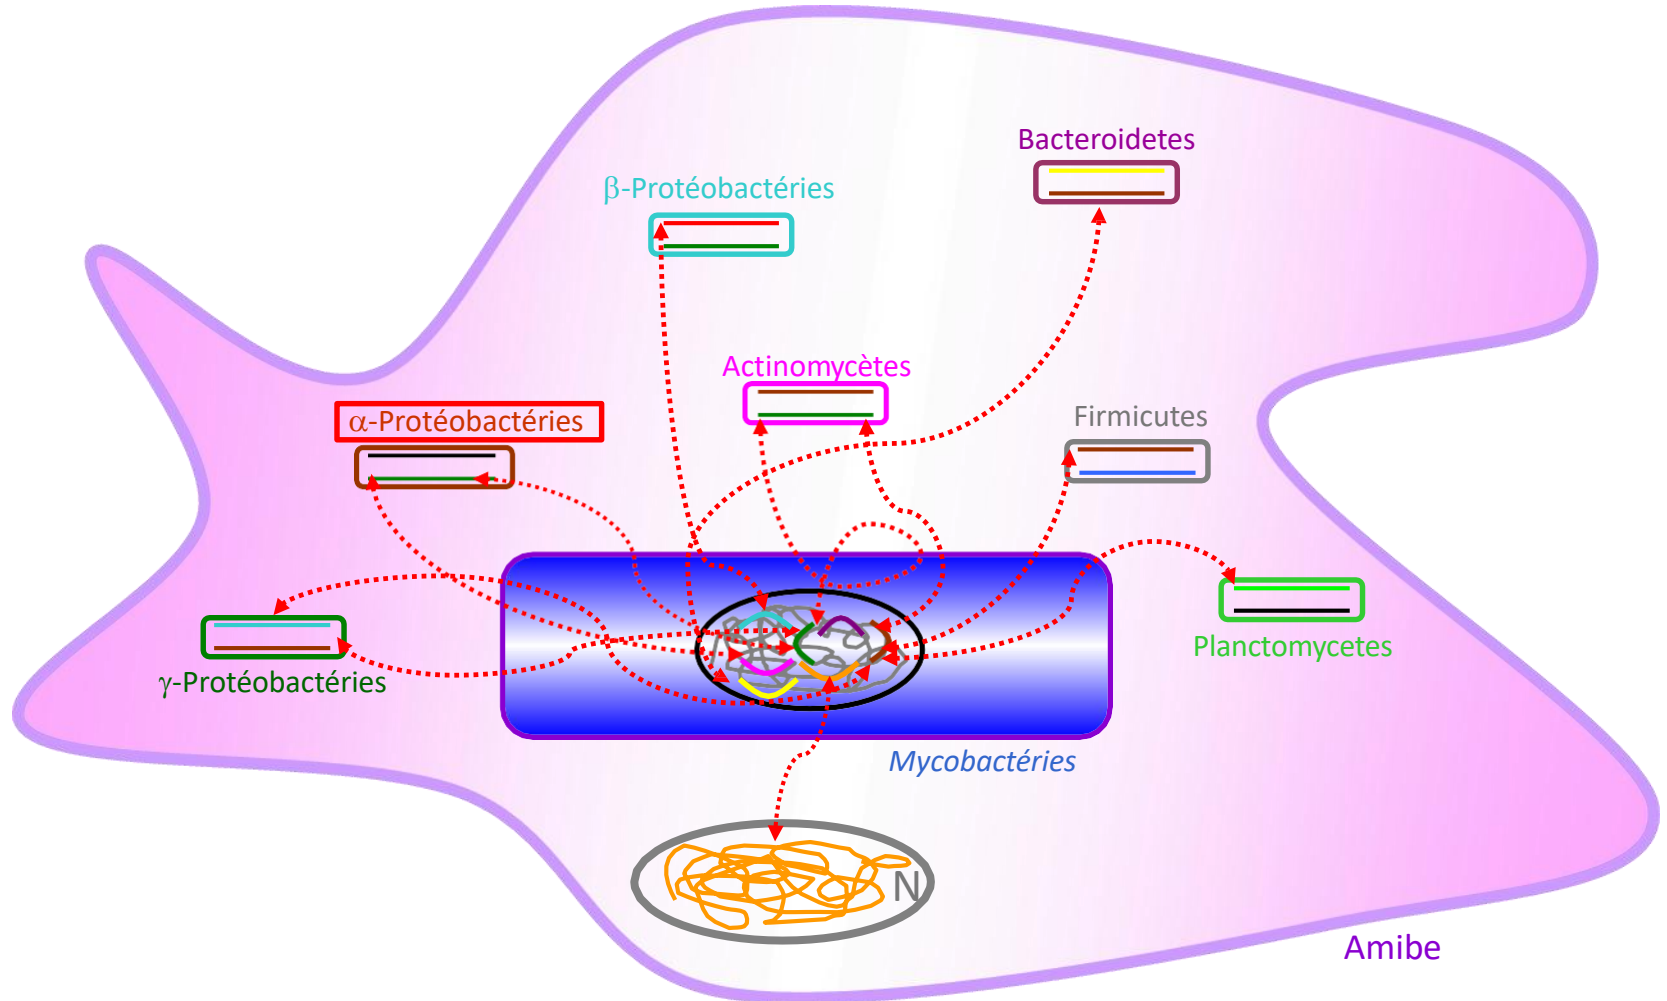 Bacteroidetes
β-Protéobactéries
Actinomycètes
α-Protéobactéries
Firmicutes
Planctomycetes
γ-Protéobactéries
Mycobactéries
N
Amibe